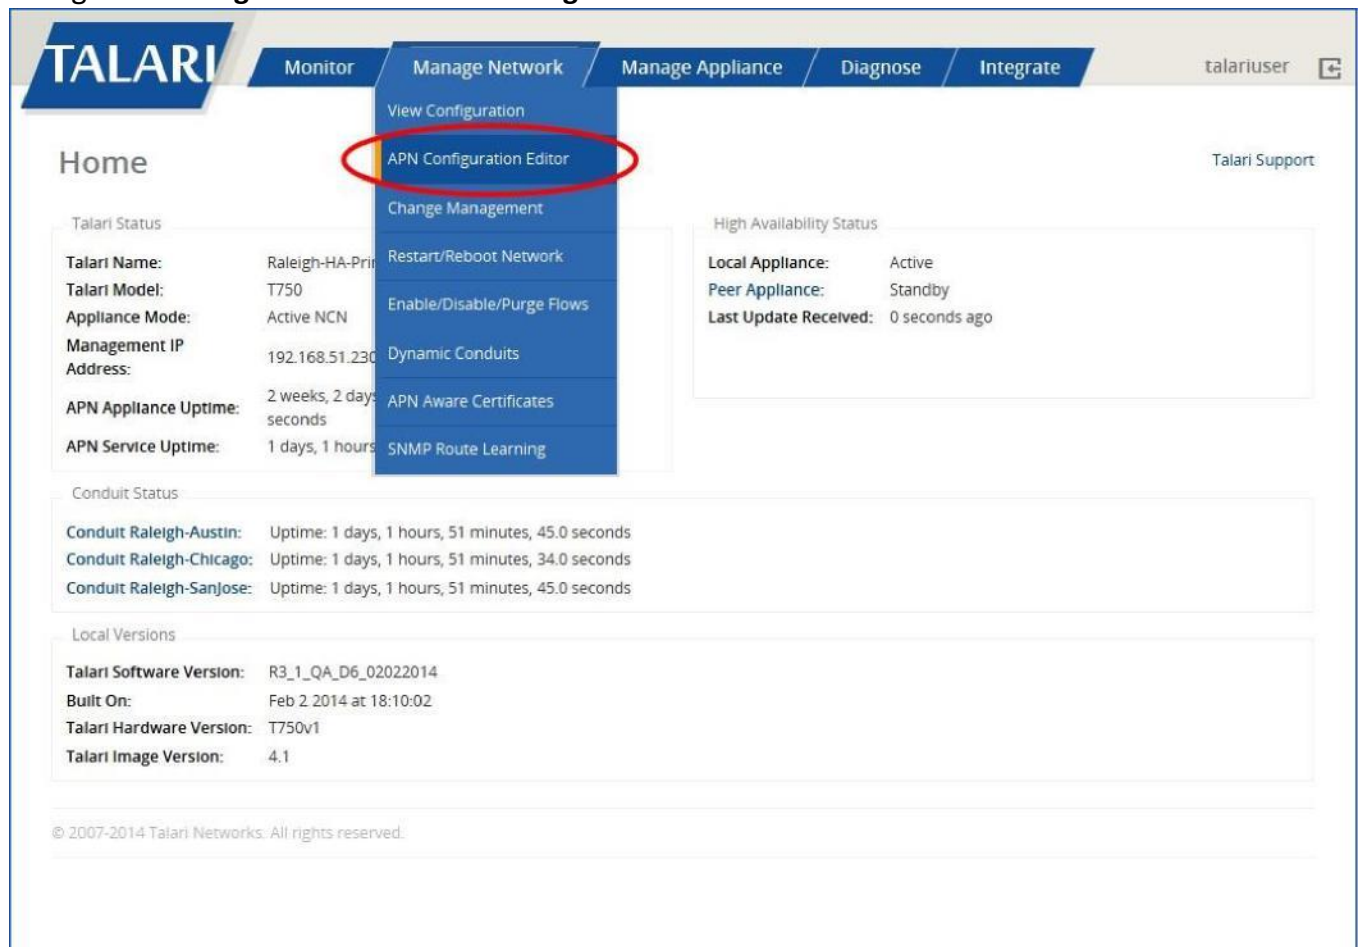 TALARI
Monitor
Manage Network
Manage Appliance
Diagnose
Integrate
talariuser
View Configuration
APN Configuration Editor
Change Management
Restart/Reboot Network
Enable/Disable/Purge Flows
Dynamic Conduits
APN Aware Certificates
SNMP Route Learning
Home
Talari Support
Talari Status
Talari Name: Raleigh-HA-Prin
Talari Model: T750
Appliance Mode: Active NCN
Management IP
Address: 192.168.51.230
APN Appliance Uptime: 2 weeks, 2 days
seconds
APN Service Uptime: 1 days, 1 hours
High Availability Status
Local Appliance: Active
Peer Appliance: Standby
Last Update Received: 0 seconds ago
Conduit Status
Conduit Raleigh-Austin: Uptime: 1 days, 1 hours, 51 minutes, 45.0 seconds
Conduit Raleigh-Chicago: Uptime: 1 days, 1 hours, 51 minutes, 34.0 seconds
Conduit Raleigh-SanJose: Uptime: 1 days, 1 hours, 51 minutes, 45.0 seconds
Local Versions
Talari Software Version: R3_1_QA_D6_02022014
Built On: Feb 2 2014 at 18:10:02
Talari Hardware Version: T750v1
Talari Image Version: 4.1
© 2007-2014 Talari Networks. All rights reserved.